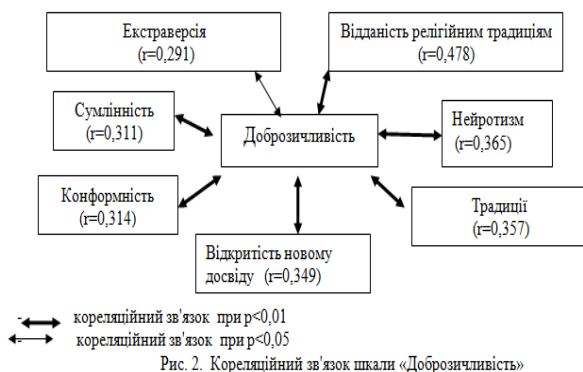 Екстраверсія
(r=0,291)
Відданість релігійним традиціям
(r=0,478)
Сумлінність
(r=0,311)
Доброзичливість
Нейротизм
(r=0,365)
Конформність
(r=0,314)
Традиції
(r=0,357)
Відкритість новому
досвіду (r=0,349)
- кореляційний зв'язок при p<0,01
- кореляційний зв'язок при p<0,05
Рис. 2. Кореляційний зв'язок шкали «Доброзичливість»